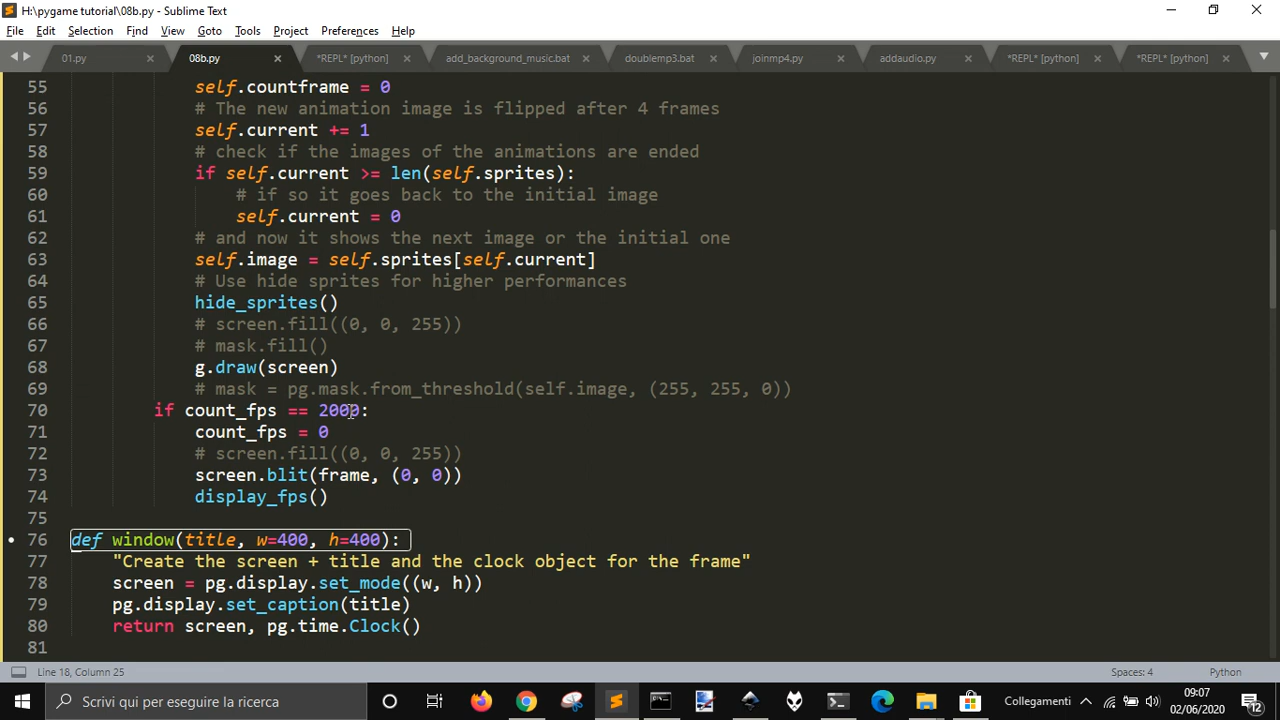 H:\pygame tutorial\08b.py - Sublime Text
File Edit Selection Find View Goto Tools Project Preferences Help
01.py 08b.py *REPL* [python] add_background_music.bat doublemp3.bat joinmp4.py addaudio.py *REPL* [python] *REPL* [python]
55 self.countframe = 0
56 # The new animation image is flipped after 4 frames
57 self.current += 1
58 # check if the images of the animations are ended
59 if self.current >= len(self.sprites):
60 # if so it goes back to the initial image
61 self.current = 0
62 # and now it shows the next image or the initial one
63 self.image = self.sprites[self.current]
64 # Use hide sprites for higher performances
65 hide_sprites()
66 # screen.fill((0, 0, 255))
67 # mask.fill()
68 g.draw(screen)
69 # mask = pg.mask.from_threshold(self.image, (255, 255, 0))
70 if count_fps == 2000:
71 count_fps = 0
72 # screen.fill((0, 0, 255))
73 screen.blit(frame, (0, 0))
74 display_fps()
75
76 def window(title, w=400, h=400):
77 "Create the screen + title and the clock object for the frame"
78 screen = pg.display.set_mode((w, h))
79 pg.display.set_caption(title)
80 return screen, pg.time.Clock()
81
Line 18, Column 25 Spaces: 4 Python
Scrivi qui per eseguire la ricerca Collegamenti 09:07
02/06/2020 12